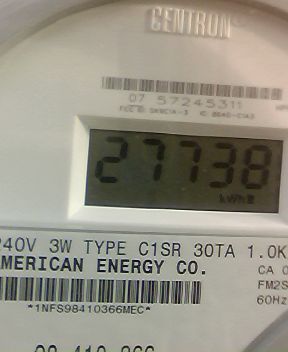 CENTRON
07 57245311
27738
kWh
240V 3W TYPE C1SR 30TA 1.0K
AMERICAN ENERGY CO.
CA 0
FM2S
60Hz
*1NFS98410366MEC*